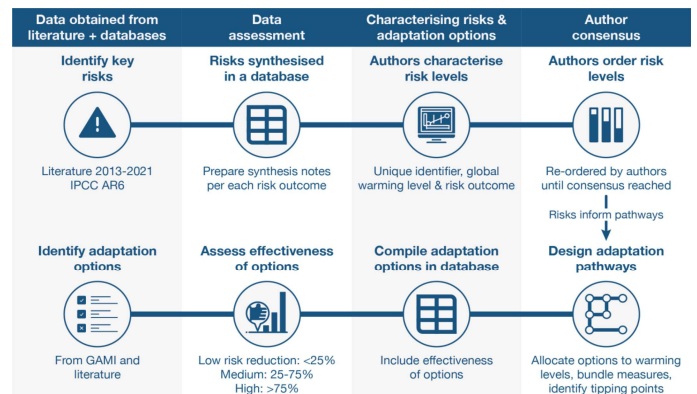 Data obtained from
literature + databases
Data
assessment
Characterising risks &
adaptation options
Author
consensus
Identify key
risks
Risks synthesised
in a database
Authors characterise
risk levels
Authors order risk
levels
Literature 2013-2021
IPCC AR6
Prepare synthesis notes
per each risk outcome
Unique identifier, global
warming level & risk outcome
Re-ordered by authors
until consensus reached
Risks inform pathways
Identify adaptation
options
Assess effectiveness
of options
Compile adaptation
options in database
Design adaptation
pathways
From GAMI and
literature
Low risk reduction: <25%
Medium: 25-75%
High: >75%
Include effectiveness
of options
Allocate options to warming
levels, bundle measures,
identify tipping points